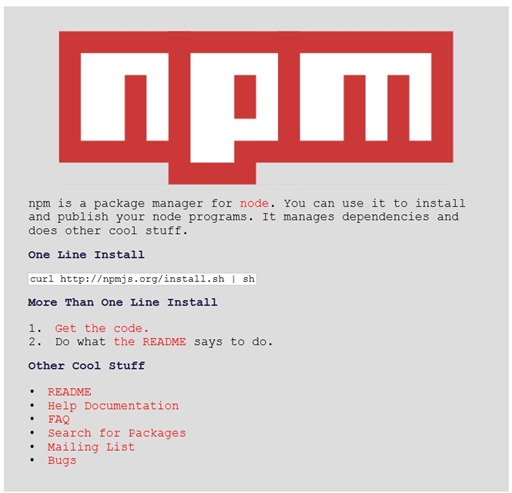 npm
npm is a package manager for node. You can use it to install
and publish your node programs. It manages dependencies and
does other cool stuff.
One Line Install
curl http://npmjs.org/install.sh | sh
More Than One Line Install
1. Get the code.
2. Do what the README says to do.
Other Cool Stuff
• README
• Help Documentation
• FAQ
• Search for Packages
• Mailing List
• Bugs